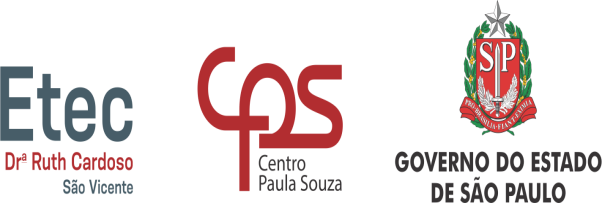 Etec
Drª Ruth Cardoso
São Vicente
cps
Centro
Paula Souza
SP
GOVERNO DO ESTADO
DE SÃO PAULO